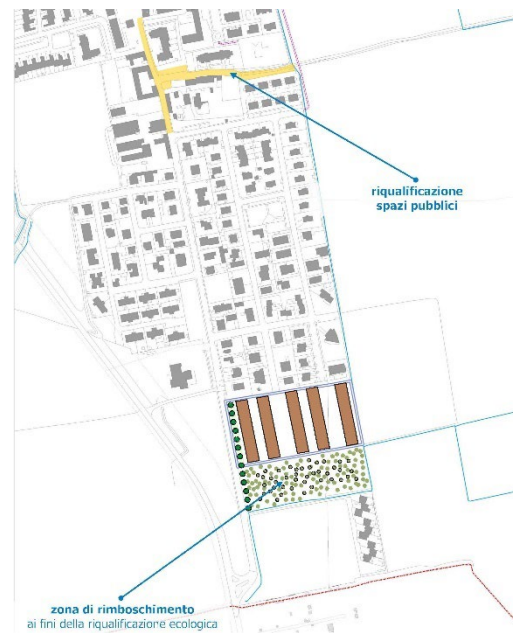 riqualificazione
spazi pubblici
zona di rimboschimento
ai fini della riqualificazione ecologica